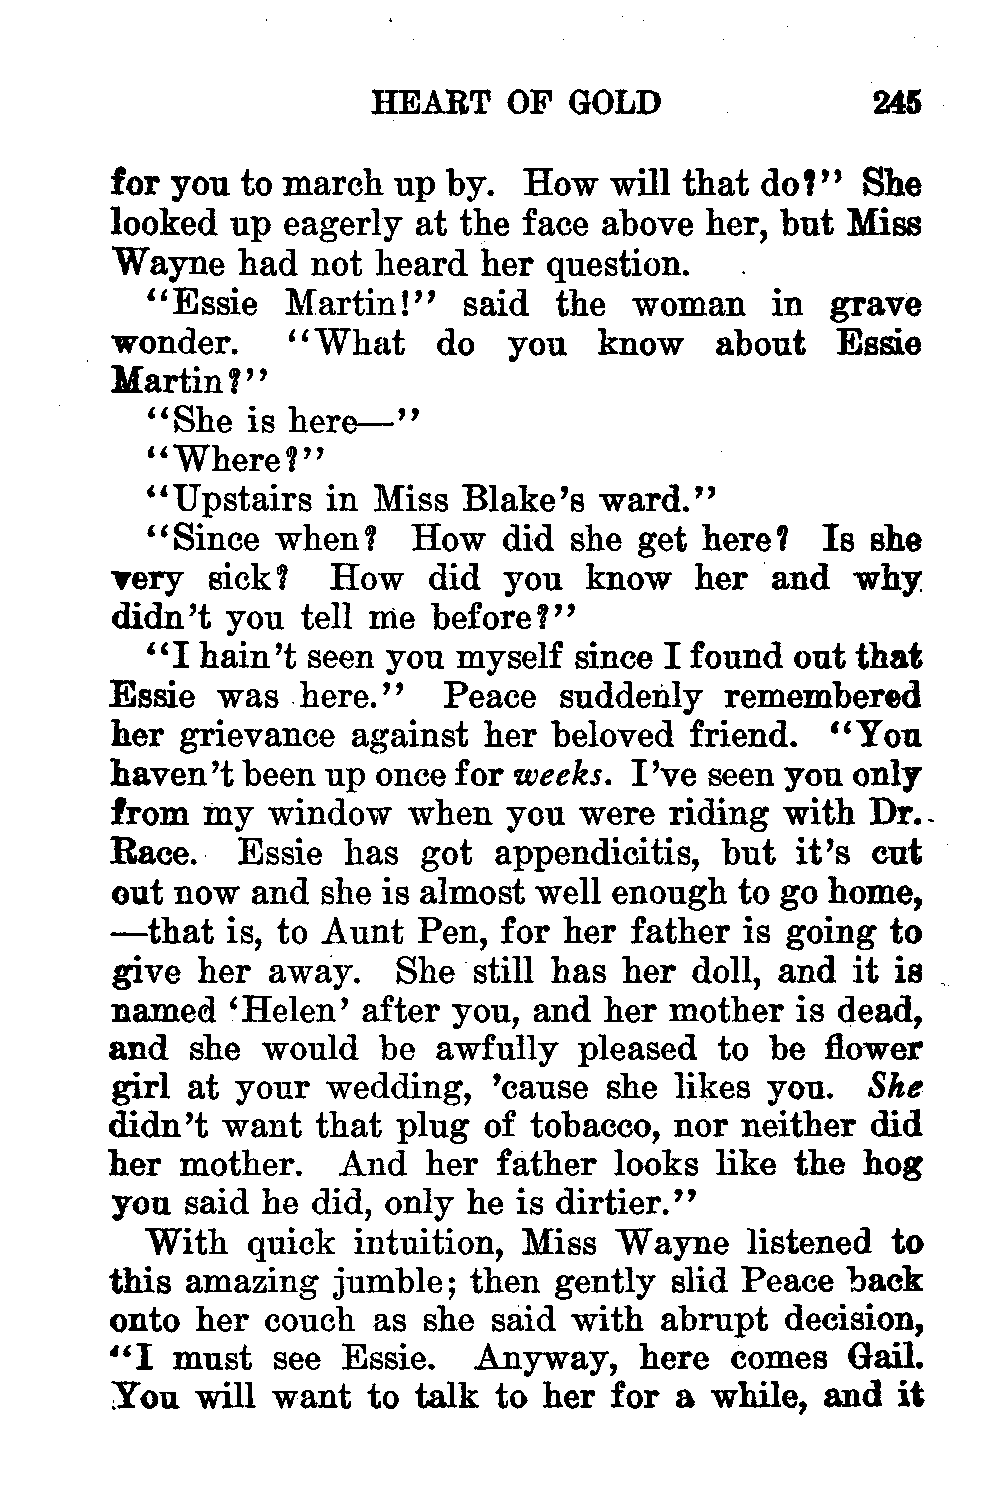 HEART OF GOLD 245
for you to march up by. How will that do?" She
looked up eagerly at the face above her, but Miss
Wayne had not heard her question.
"Essie Martin!" said the woman in grave
wonder. "What do you know about Essie
Martin?"
"She is here—"
"Where?"
"Upstairs in Miss Blake's ward."
"Since when? How did she get here? Is she
very sick? How did you know her and why
didn't you tell me before?"
"I hain't seen you myself since I found out that
Essie was here." Peace suddenly remembered
her grievance against her beloved friend. "You
haven't been up once for weeks. I've seen you only
from my window when you were riding with Dr.
Race. Essie has got appendicitis, but it's cut
out now and she is almost well enough to go home,
—that is, to Aunt Pen, for her father is going to
give her away. She still has her doll, and it is
named 'Helen' after you, and her mother is dead,
and she would be awfully pleased to be flower
girl at your wedding, 'cause she likes you. She
didn't want that plug of tobacco, nor neither did
her mother. And her father looks like the hog
you said he did, only he is dirtier."
With quick intuition, Miss Wayne listened to
this amazing jumble; then gently slid Peace back
onto her couch as she said with abrupt decision,
"I must see Essie. Anyway, here comes Gail.
You will want to talk to her for a while, and it